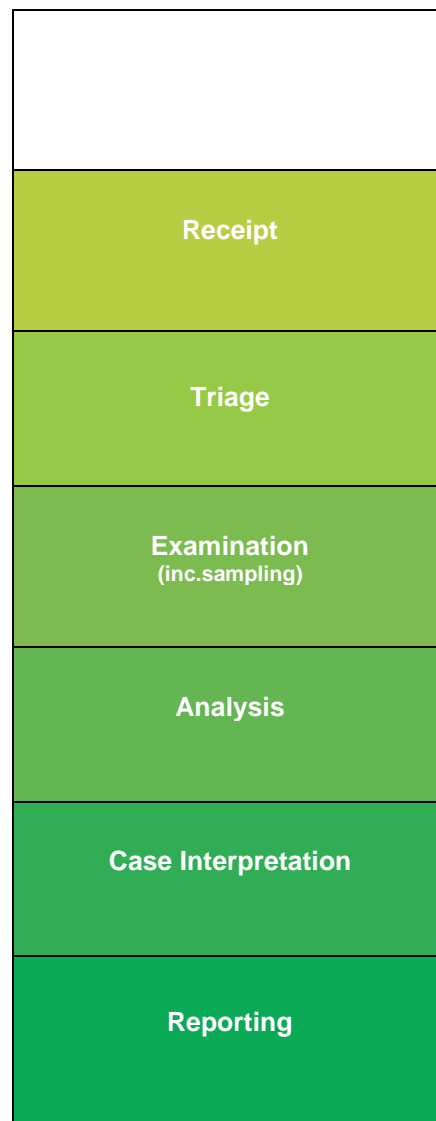 Receipt
Triage
Examination
(inc.sampling)
Analysis
Case Interpretation
Reporting